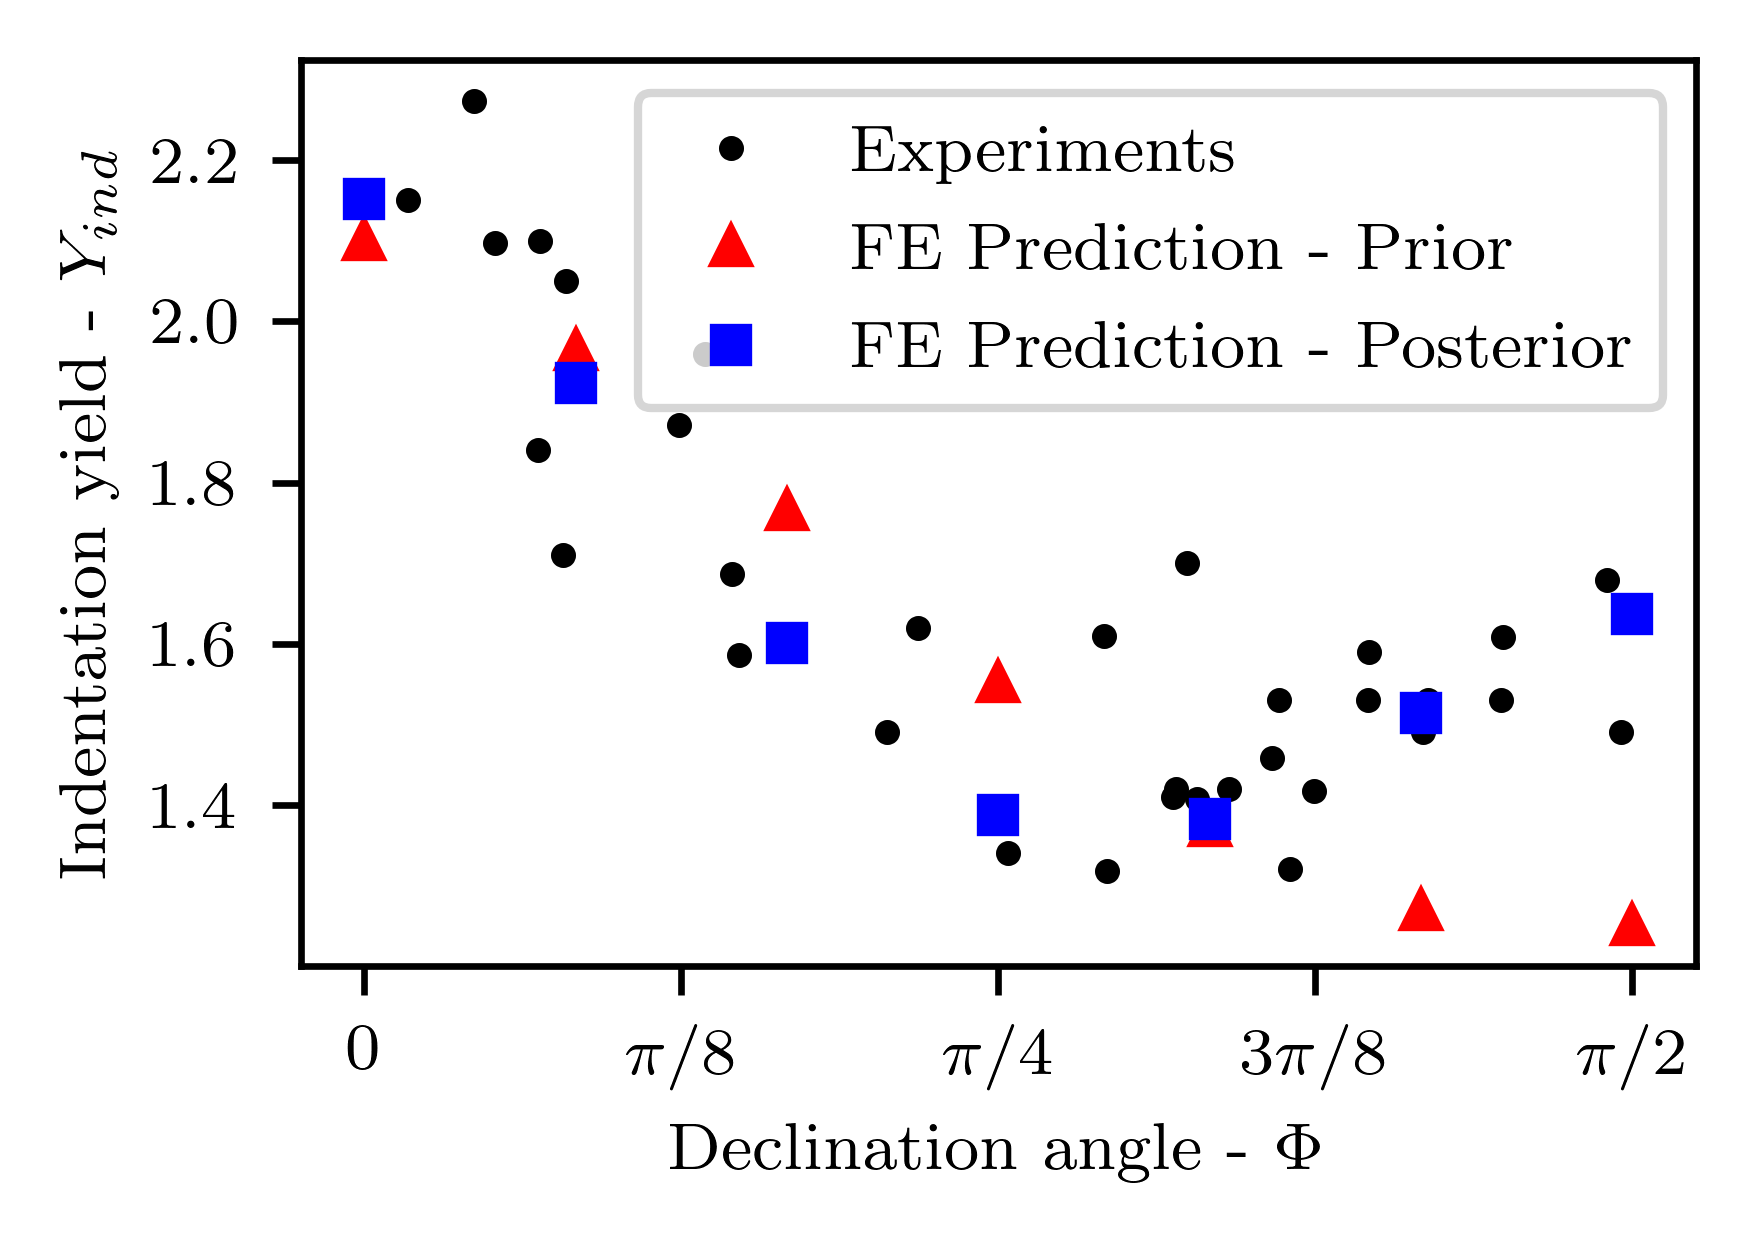 Experiments
FE Prediction - Prior
FE Prediction - Posterior
Indentation yield - Y_ind
2.2
2.0
1.8
1.6
1.4
0
π/8
π/4
3π/8
π/2
Declination angle - Φ